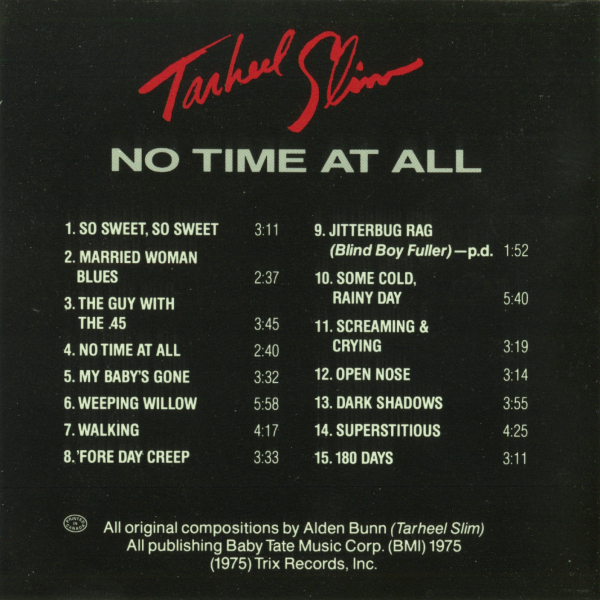 Tarheel Slim
NO TIME AT ALL
1. SO SWEET, SO SWEET 3:11
2. MARRIED WOMAN
BLUES 2:37
3. THE GUY WITH
THE .45 3:45
4. NO TIME AT ALL 2:40
5. MY BABY'S GONE 3:32
6. WEEPING WILLOW 5:58
7. WALKING 4:17
8. 'FORE DAY CREEP 3:33
9. JITTERBUG RAG
(Blind Boy Fuller)—p.d. 1:52
10. SOME COLD,
RAINY DAY 5:40
11. SCREAMING &
CRYING 3:19
12. OPEN NOSE 3:14
13. DARK SHADOWS 3:55
14. SUPERSTITIOUS 4:25
15. 180 DAYS 3:11
PRINTED
IN
CANADA
All original compositions by Alden Bunn (Tarheel Slim)
All publishing Baby Tate Music Corp. (BMI) 1975
(1975) Trix Records, Inc.